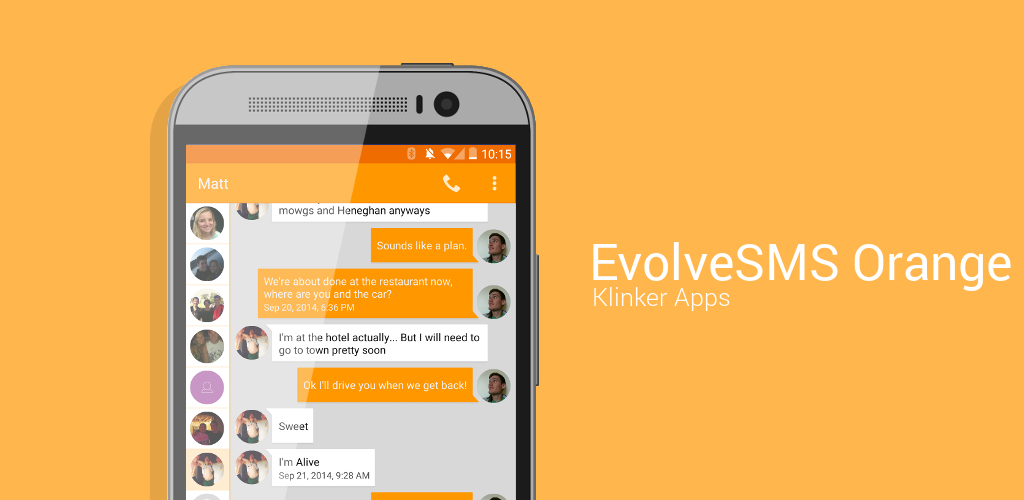 10:15
Matt
mowgs and Heneghan anyways
Sounds like a plan.
We're about done at the restaurant now,
where are you and the car?
Sep 20, 2014, 6:36 PM
I'm at the hotel actually... But I will need to
go to town pretty soon
Ok I'll drive you when we get back!
Sweet
I'm Alive
Sep 21, 2014, 9:28 AM
EvolveSMS Orange
Klinker Apps